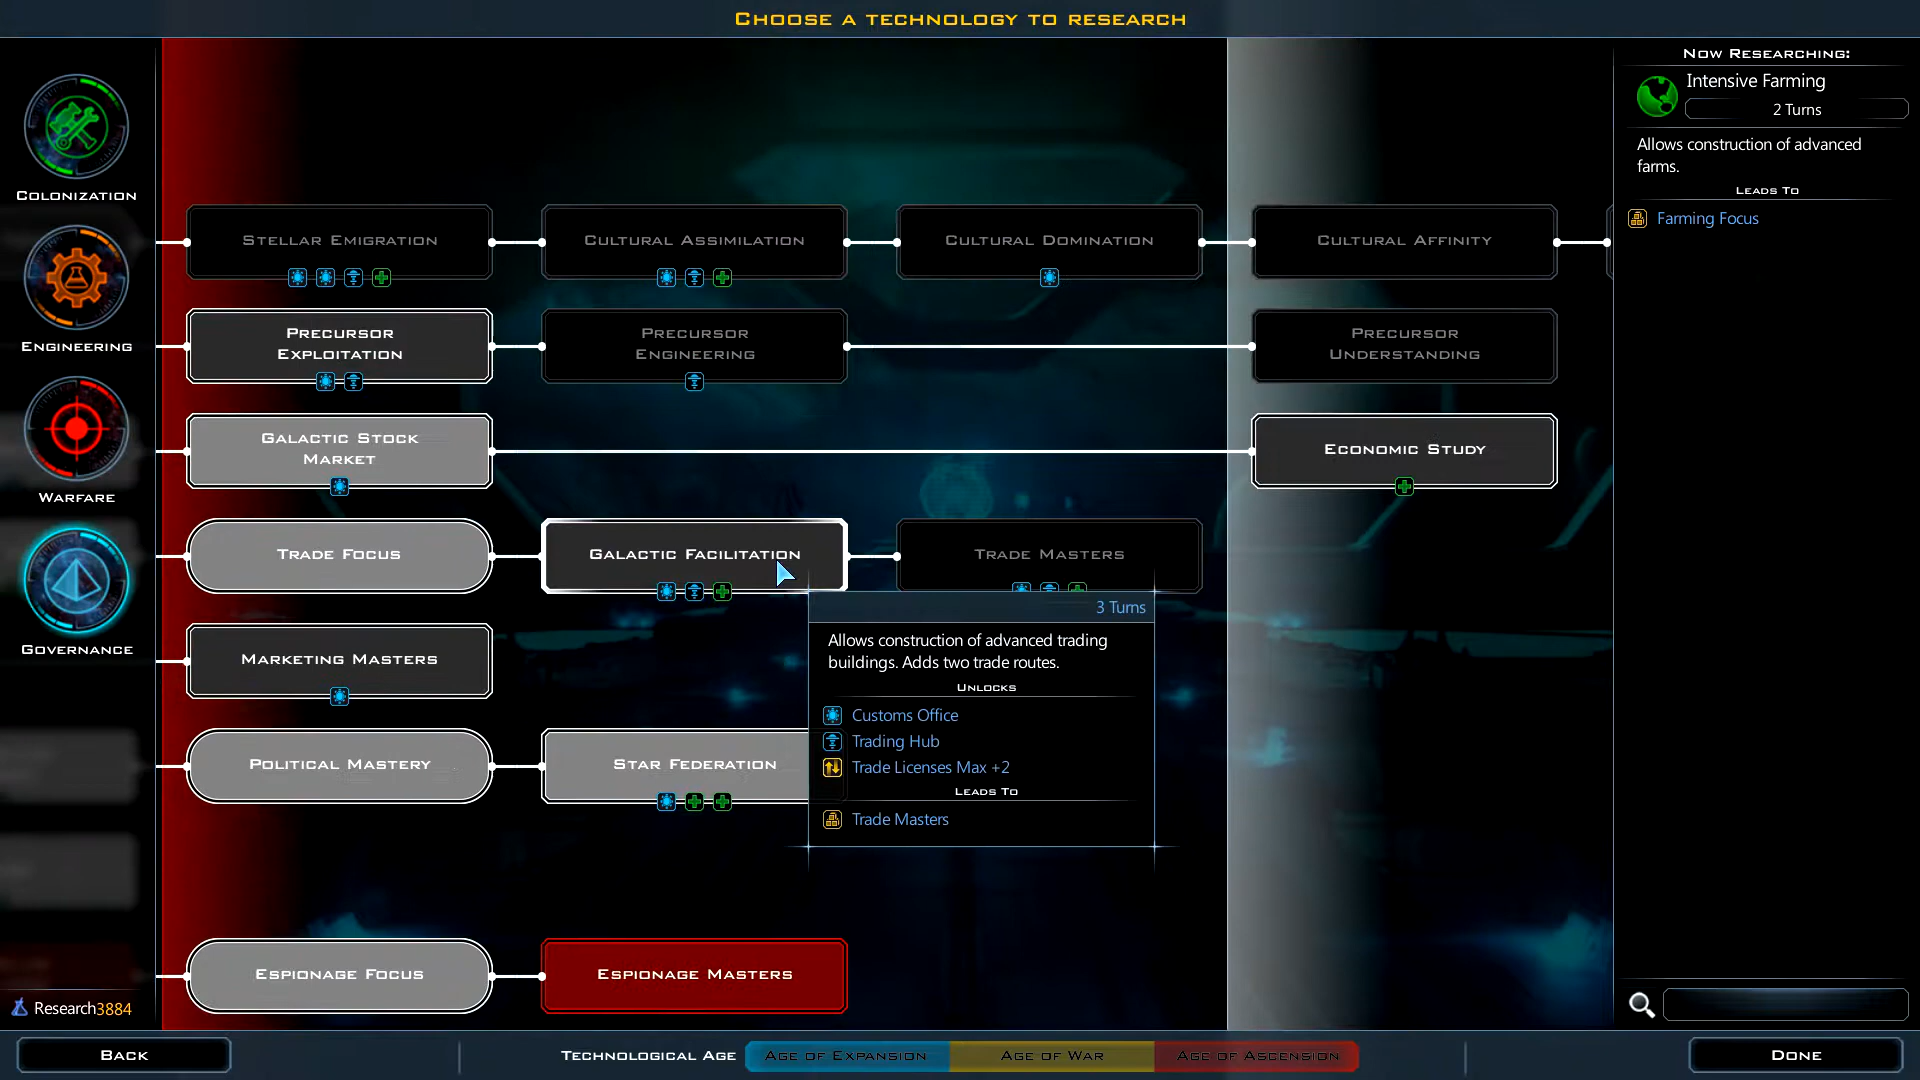 Choose a technology to research
Colonization
Engineering
Warfare
Governance
Research3884
Stellar Emigration
Cultural Assimilation
Cultural Domination
Cultural Affinity
Precursor
Exploitation
Precursor
Engineering
Precursor
Understanding
Galactic Stock
Market
Economic Study
Trade Focus
Galactic Facilitation
Trade Masters
Marketing Masters
Political Mastery
Star Federation
Espionage Focus
Espionage Masters
3 Turns
Allows construction of advanced trading
buildings. Adds two trade routes.
Unlocks
Customs Office
Trading Hub
Trade Licenses Max +2
Leads To
Trade Masters
Now Researching:
Intensive Farming
2 Turns
Allows construction of advanced
farms.
Leads To
Farming Focus
Back
Technological Age
Age of Expansion
Age of War
Age of Ascension
Done